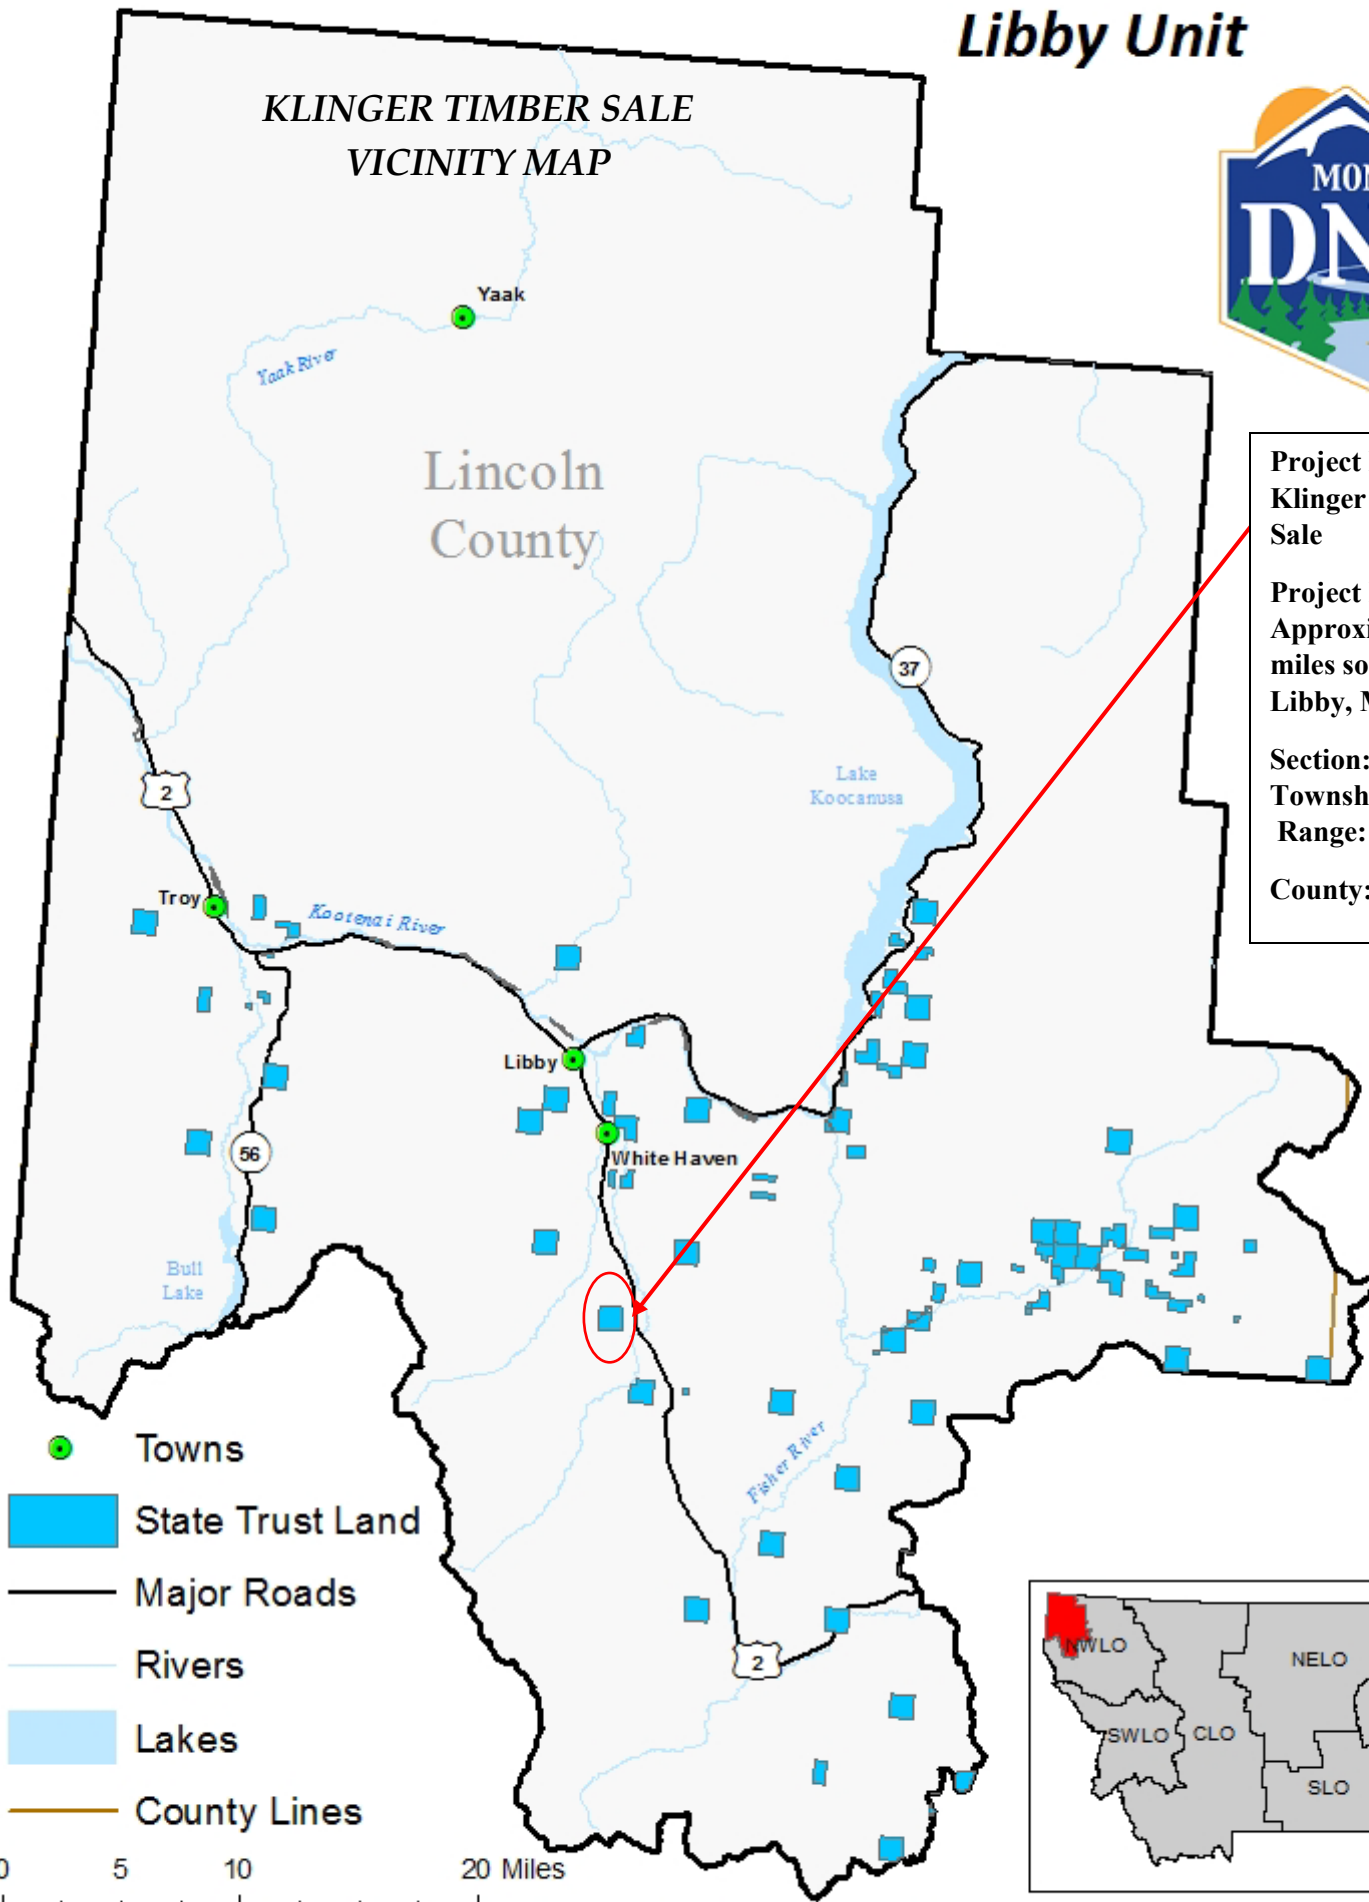 Libby Unit
KLINGER TIMBER SALE
VICINITY MAP
DN
Yaak
Yaak River
Lincoln
County
Project
Klinger
Sale
Project
miles
Libby,
Section:
Range:
County:
37
Lake
Koocanusa
2
Troy
Kootenai River
Libby
White Haven
56
Bull
Lake
Fisher River
2
Towns
State Trust Land
Major Roads
Rivers
Lakes
County Lines
0 5 10 20 Miles
NWLO
NELO
SWLO
CLO
SLO